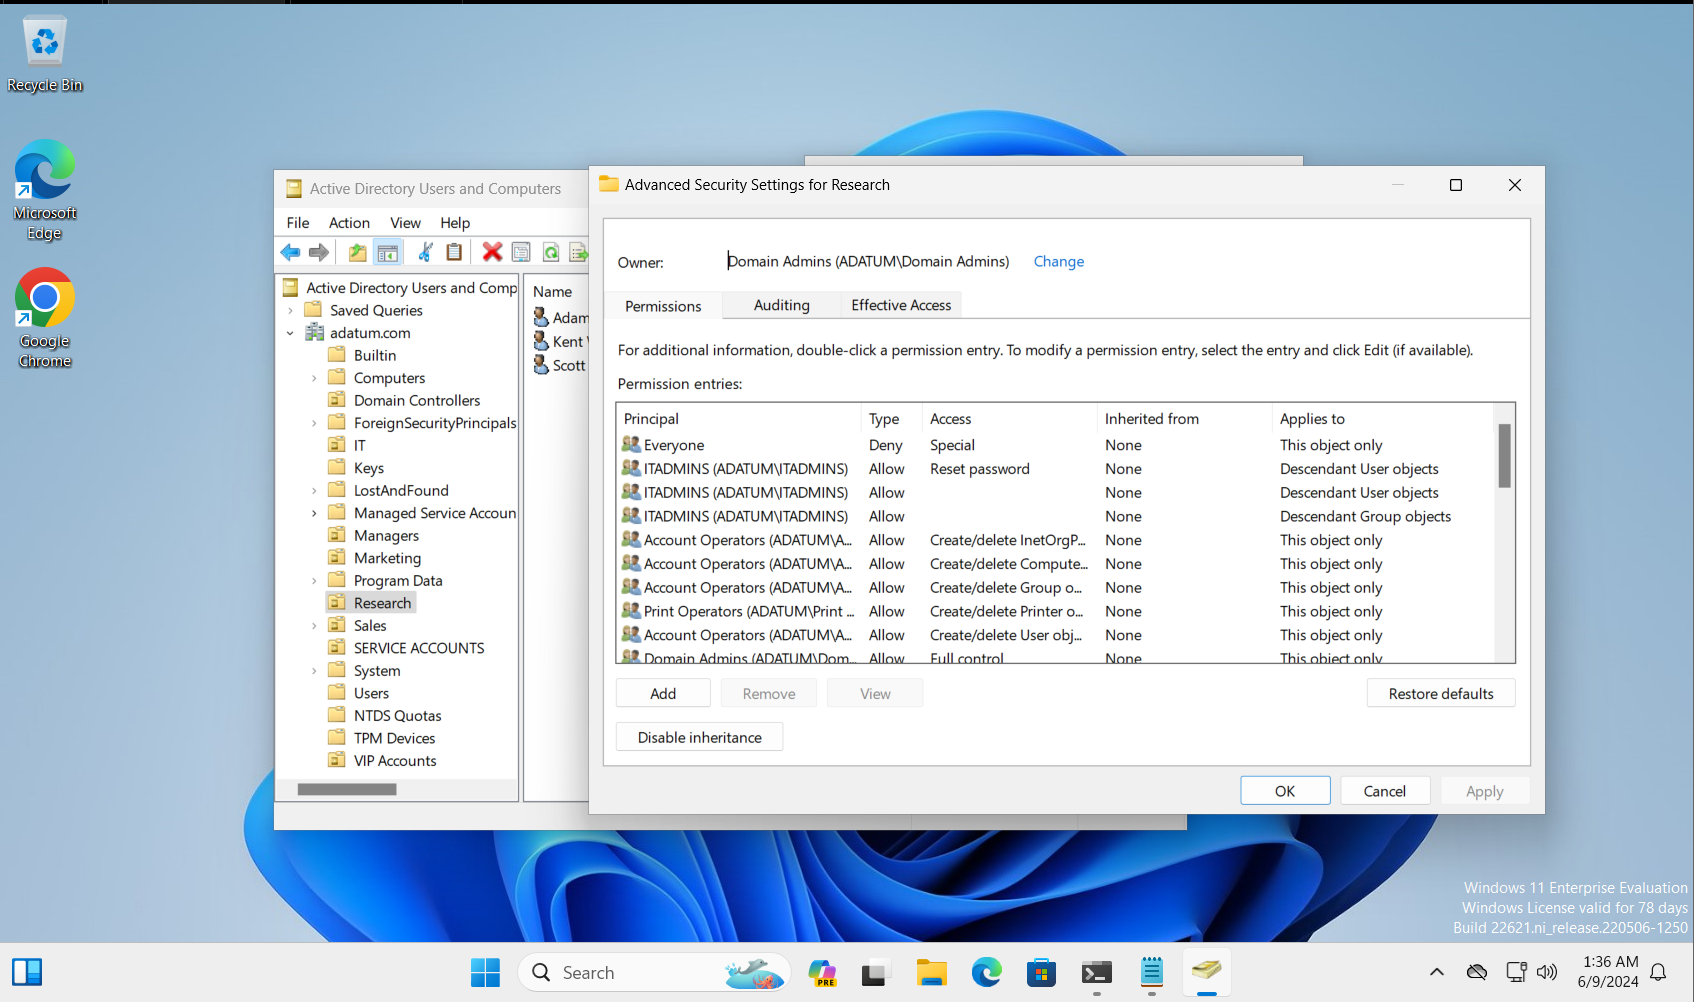 Recycle Bin
Microsoft
Edge
Google
Chrome
Active Directory Users and Computers
File Action View Help
Active Directory Users and Comp
Saved Queries
adatum.com
Builtin
Computers
Domain Controllers
ForeignSecurityPrincipals
IT
Keys
LostAndFound
Managed Service Accoun
Managers
Marketing
Program Data
Research
Sales
SERVICE ACCOUNTS
System
Users
NTDS Quotas
TPM Devices
VIP Accounts
Name
Adam
Kent
Scott
Advanced Security Settings for Research
Owner: Domain Admins (ADATUM\Domain Admins) Change
Permissions Auditing Effective Access
For additional information, double-click a permission entry. To modify a permission entry, select the entry and click Edit (if available).
Permission entries:
Principal Type Access Inherited from Applies to
Everyone Deny Special None This object only
ITADMINS (ADATUM\ITADMINS) Allow Reset password None Descendant User objects
ITADMINS (ADATUM\ITADMINS) Allow None Descendant User objects
ITADMINS (ADATUM\ITADMINS) Allow None Descendant Group objects
Account Operators (ADATUM\A... Allow Create/delete InetOrgP... None This object only
Account Operators (ADATUM\A... Allow Create/delete Compute... None This object only
Account Operators (ADATUM\A... Allow Create/delete Group o... None This object only
Print Operators (ADATUM\Print ... Allow Create/delete Printer o... None This object only
Account Operators (ADATUM\A... Allow Create/delete User obj... None This object only
Domain Admins (ADATUM\Dom... Allow Full control None This object only
Add Remove View Restore defaults
Disable inheritance
OK Cancel Apply
Windows 11 Enterprise Evaluation
Windows License valid for 78 days
Build 22621.ni_release.220506-1250
Search
PRE
1:36 AM
6/9/2024